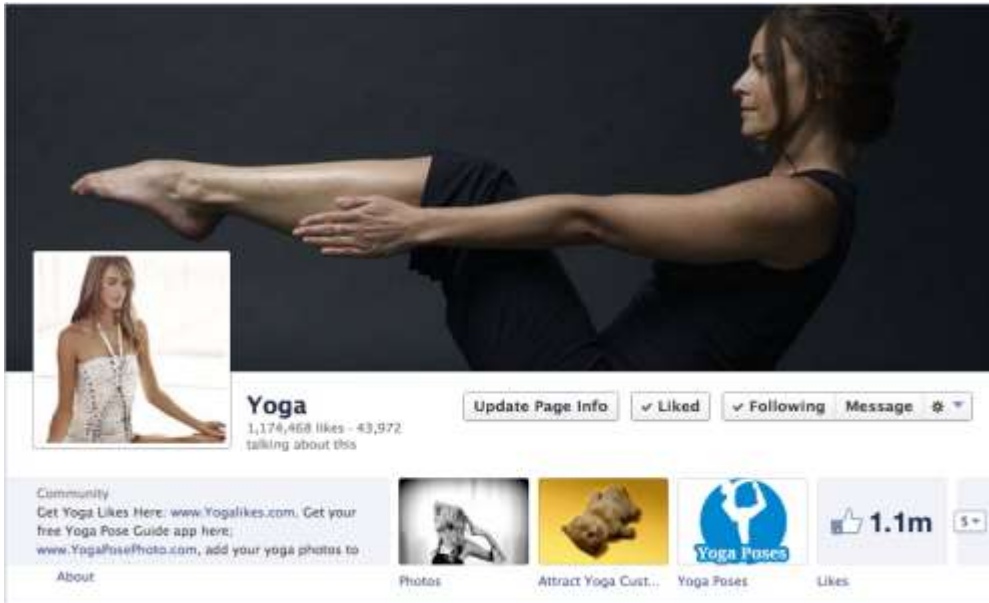 Yoga
1,174,468 likes · 43,972
talking about this
Update Page Info
✓ Liked
✓ Following
Message
Community
Get Yoga Likes Here: www.Yogalikes.com, Get your
free Yoga Pose Guide app here:
www.YogaPosePhoto.com, add your yoga photos to
About
Yoga Poses
1.1m
5
Photos
Attract Yoga Cust...
Yoga Poses
Likes